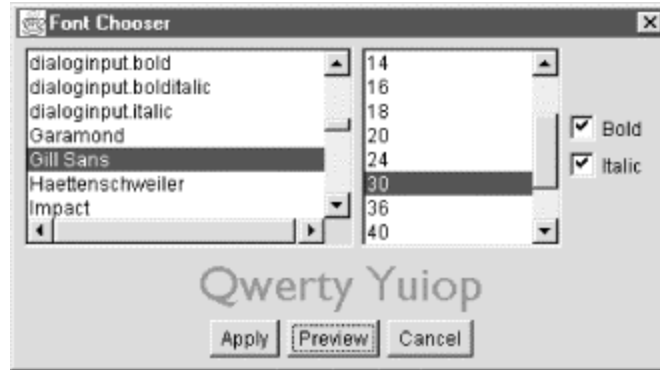 Font Chooser
dialoginput.bold
dialoginput.bolditalic
dialoginput.italic
Garamond
Gill Sans
Haettenschweiler
Impact
14
16
18
20
24
30
36
40
Bold
Italic
Qwerty Yuiop
Apply
Preview
Cancel